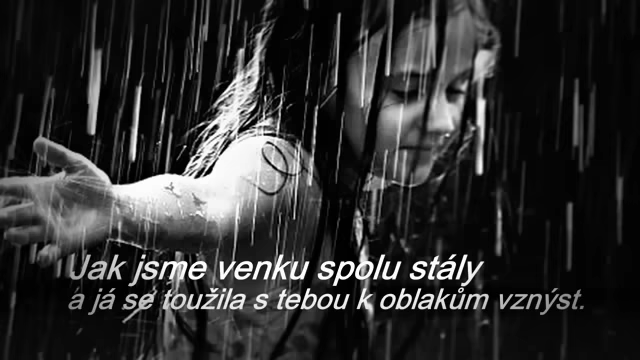 Jak jsme venku spolu stály
a já se toužila s tebou k oblakům vznýst.